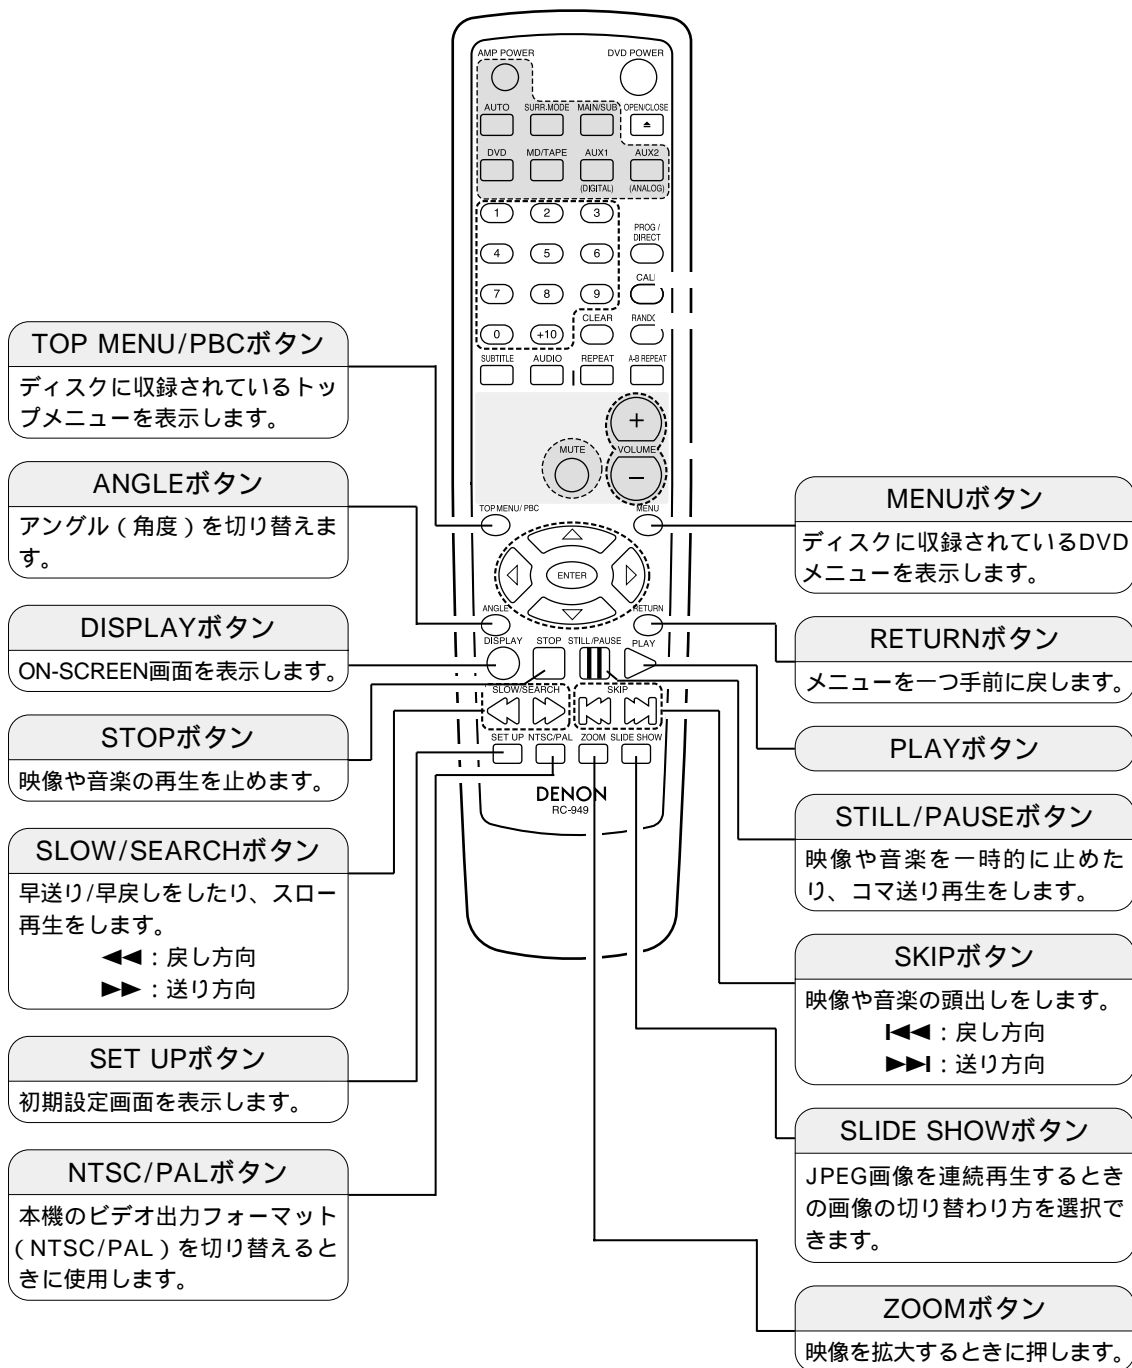 AMP POWER
DVD POWER
AUTO
SURR.MODE
MAIN/SUB
OPEN/CLOSE
DVD
MD/TAPE
AUX1
AUX2
(DIGITAL)
(ANALOG)
1
2
3
PROG /
DIRECT
4
5
6
CAL
7
8
9
CLEAR
RAND
0
+10
SUBTITLE
AUDIO
REPEAT
A-B REPEAT
+
MUTE
VOLUME
−
TOP MENU/ PBC
MENU
ENTER
ANGLE
RETURN
DISPLAY
STOP
STILL/PAUSE
PLAY
SLOW/SEARCH
SKIP
SET UP
NTSC/PAL
ZOOM
SLIDE SHOW
DENON
RC-949
TOP MENU/PBCボタン
ディスクに収録されているトッ
プメニューを表示します。
ANGLEボタン
アングル（角度）を切り替えま
す。
DISPLAYボタン
ON-SCREEN画面を表示します。
STOPボタン
映像や音楽の再生を止めます。
SLOW/SEARCHボタン
早送り/早戻しをしたり、スロー
再生をします。
◀◀：戻し方向
▶▶：送り方向
SET UPボタン
初期設定画面を表示します。
NTSC/PALボタン
本機のビデオ出力フォーマット
（NTSC/PAL）を切り替えると
きに使用します。
MENUボタン
ディスクに収録されているDVD
メニューを表示します。
RETURNボタン
メニューを一つ手前に戻します。
PLAYボタン
STILL/PAUSEボタン
映像や音楽を一時的に止めた
り、コマ送り再生をします。
SKIPボタン
映像や音楽の頭出しをします。
I◀◀：戻し方向
▶▶I：送り方向
SLIDE SHOWボタン
JPEG画像を連続再生するとき
の画像の切り替わり方を選択で
きます。
ZOOMボタン
映像を拡大するときに押します。